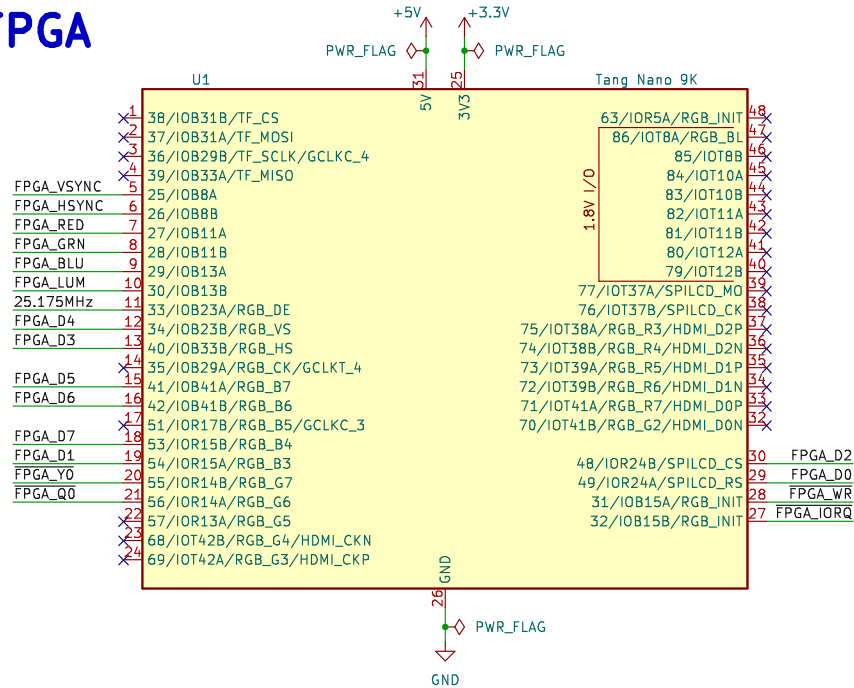 FPGA
+5V +3.3V
PWR_FLAG PWR_FLAG
U1 31 5V 25 3V3 Tang Nano 9K
1 38/IOB31B/TF_CS 63/IOR5A/RGB_INIT 48
2 37/IOB31A/TF_MOSI 86/IOT8A/RGB_BL 47
3 36/IOB29B/TF_SCLK/GCLKC_4 85/IOT8B 46
4 39/IOB33A/TF_MISO 84/IOT10A 45
FPGA_VSYNC 5 25/IOB8A 83/IOT10B 44
FPGA_HSYNC 6 26/IOB8B 82/IOT11A 43
FPGA_RED 7 27/IOB11A 81/IOT11B 42
FPGA_GRN 8 28/IOB11B 80/IOT12A 41
FPGA_BLU 9 29/IOB13A 79/IOT12B 40
1.8V I/O
FPGA_LUM 10 30/IOB13B 77/IOT37A/SPILCD_MO 39
25.175MHz 11 33/IOB23A/RGB_DE 76/IOT37B/SPILCD_CK 38
FPGA_D4 12 34/IOB23B/RGB_VS 75/IOT38A/RGB_R3/HDMI_D2P 37
FPGA_D3 13 40/IOB33B/RGB_HS 74/IOT38B/RGB_R4/HDMI_D2N 36
14 35/IOB29A/RGB_CK/GCLKT_4 73/IOT39A/RGB_R5/HDMI_D1P 35
FPGA_D5 15 41/IOB41A/RGB_B7 72/IOT39B/RGB_R6/HDMI_D1N 34
FPGA_D6 16 42/IOB41B/RGB_B6 71/IOT41A/RGB_R7/HDMI_D0P 33
17 51/IOR17B/RGB_B5/GCLKC_3 70/IOT41B/RGB_G2/HDMI_D0N 32
FPGA_D7 18 53/IOR15B/RGB_B4
FPGA_D1 19 54/IOR15A/RGB_B3 48/IOR24B/SPILCD_CS 30 FPGA_D2
FPGA_Y0 20 55/IOR14B/RGB_G7 49/IOR24A/SPILCD_RS 29 FPGA_D0
FPGA_Q0 21 56/IOR14A/RGB_G6 31/IOB15A/RGB_INIT 28 FPGA_WR
22 57/IOR13A/RGB_G5 32/IOB15B/RGB_INIT 27 FPGA_IORQ
23 68/IOT42B/RGB_G4/HDMI_CKN
24 69/IOT42A/RGB_G3/HDMI_CKP
GND
26
PWR_FLAG
GND